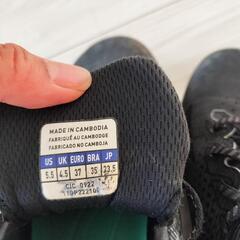 MADE IN CAMBODIA
FABRIQUÉ AU CAMBODGE
FABRICADO NO CAMBOJA
US UK EURO BRA JP
5.5 4.5 37 35 23.5
CIC 0922